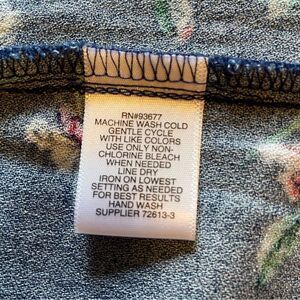 RN#93677
MACHINE WASH COLD
GENTLE CYCLE
WITH LIKE COLORS
USE ONLY NON-
CHLORINE BLEACH
WHEN NEEDED
LINE DRY
IRON ON LOWEST
SETTING AS NEEDED
FOR BEST RESULTS
HAND WASH
SUPPLIER 72613-3